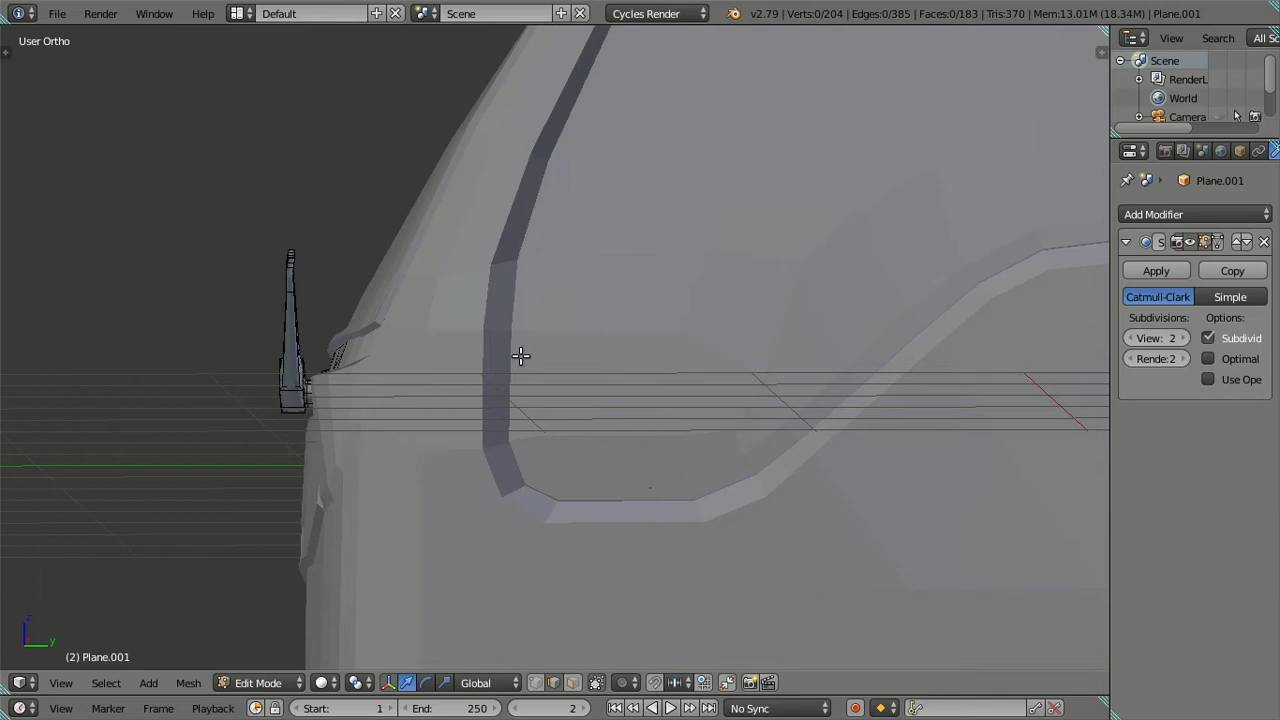 File Render Window Help Default Scene Cycles Render v2.79 | Verts:0/204 | Edges:0/385 | Faces:0/183 | Tris:370 | Mem:13.01M (18.34M) | Plane.001
User Ortho
View Search All Sc
Scene
RenderL
World
Camera
Plane.001
Add Modifier
S
Apply Copy
Catmull-Clark Simple
Subdivisions: Options:
View: 2 Subdivid
Rende:2 Optimal
Use Ope
z
y
(2) Plane.001
View Select Add Mesh Edit Mode Global
View Marker Frame Playback Start: 1 End: 250 2 No Sync